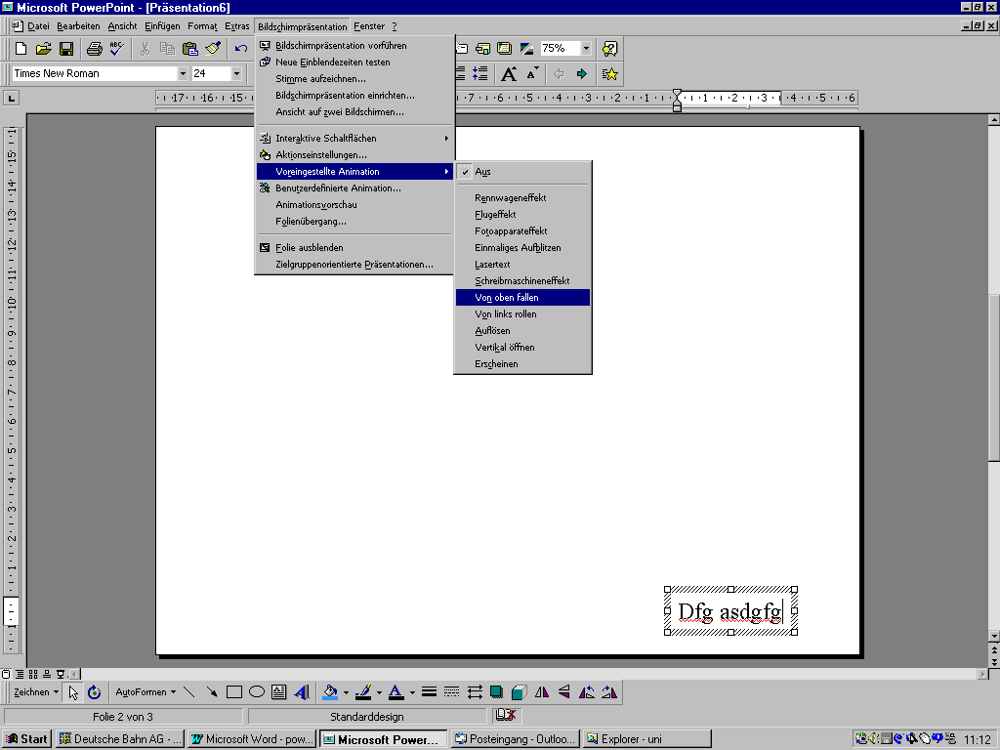 Microsoft PowerPoint - [Präsentation6]
Datei Bearbeiten Ansicht Einfügen Format Extras Bildschirmpräsentation Fenster ?
75%
Times New Roman 24
17 16 15 7 6 5 4 3 2 1 1 2 3 4 5 6
Bildschirmpräsentation vorführen
Neue Einblendezeiten testen
Stimme aufzeichnen...
Bildschirmpräsentation einrichten...
Ansicht auf zwei Bildschirmen...
Interaktive Schaltflächen
Aktionseinstellungen...
Voreingestellte Animation
Benutzerdefinierte Animation...
Animationsvorschau
Folienübergang...
Folie ausblenden
Zielgruppenorientierte Präsentationen...
Aus
Rennwageneffekt
Flugeffekt
Fotoapparateffekt
Einmaliges Aufblitzen
Lasertext
Schreibmaschineneffekt
Von oben fallen
Von links rollen
Auflösen
Vertikal öffnen
Erscheinen
Dfg asdgfg
Zeichnen AutoFormen
Folie 2 von 3 Standarddesign
Start Deutsche Bahn AG - ... Microsoft Word - pow... Microsoft Power... Posteingang - Outloo... Explorer - uni 11:12